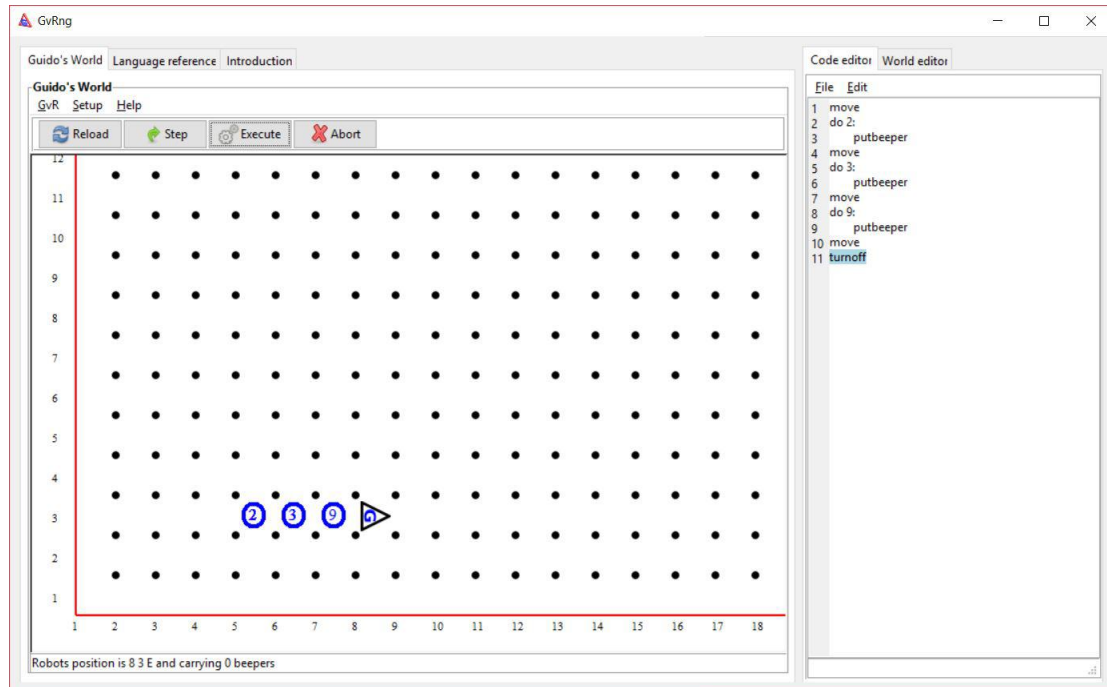 GvRng
Guido's World Language reference Introduction
Guido's World
GvR Setup Help
Reload Step Execute Abort
12
11
10
9
8
7
6
5
4
3
2
1
2 3 9 G
1 2 3 4 5 6 7 8 9 10 11 12 13 14 15 16 17 18
Robots position is 8 3 E and carrying 0 beepers
Code editor World editor
File Edit
1 move
2 do 2:
3 putbeeper
4 move
5 do 3:
6 putbeeper
7 move
8 do 9:
9 putbeeper
10 move
11 turnoff